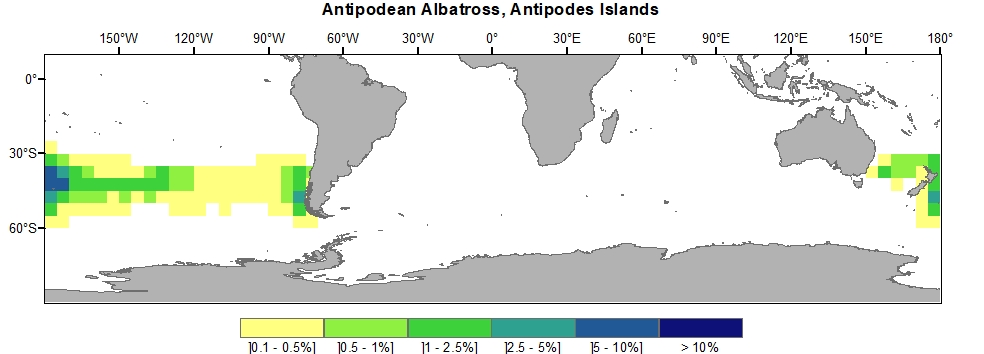 Antipodean Albatross, Antipodes Islands
150°W 120°W 90°W 60°W 30°W 0° 30°E 60°E 90°E 120°E 150°E 180°
0°
30°S
60°S
]0.1 - 0.5%] ]0.5 - 1%] ]1 - 2.5%] ]2.5 - 5%] ]5 - 10%] > 10%